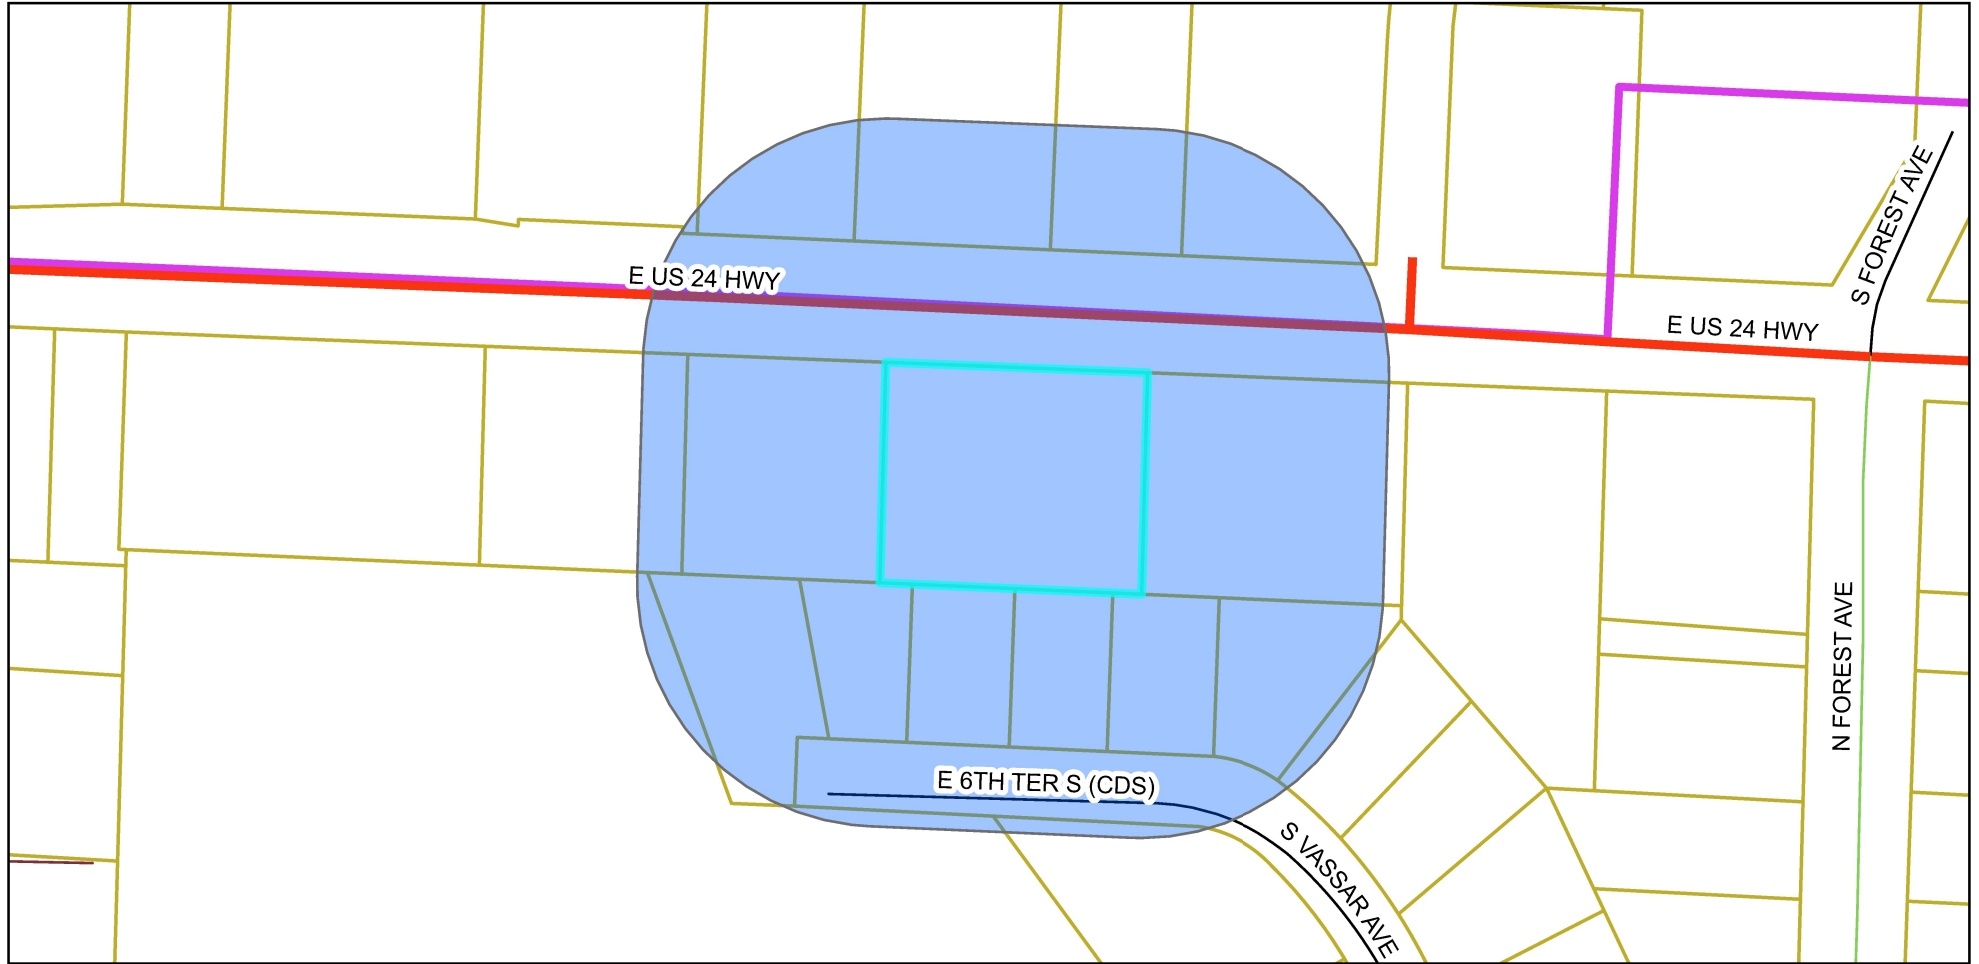 S FOREST AVE
E US 24 HWY
E US 24 HWY
N FOREST AVE
E 6TH TER S (CDS)
S VASSAR AVE